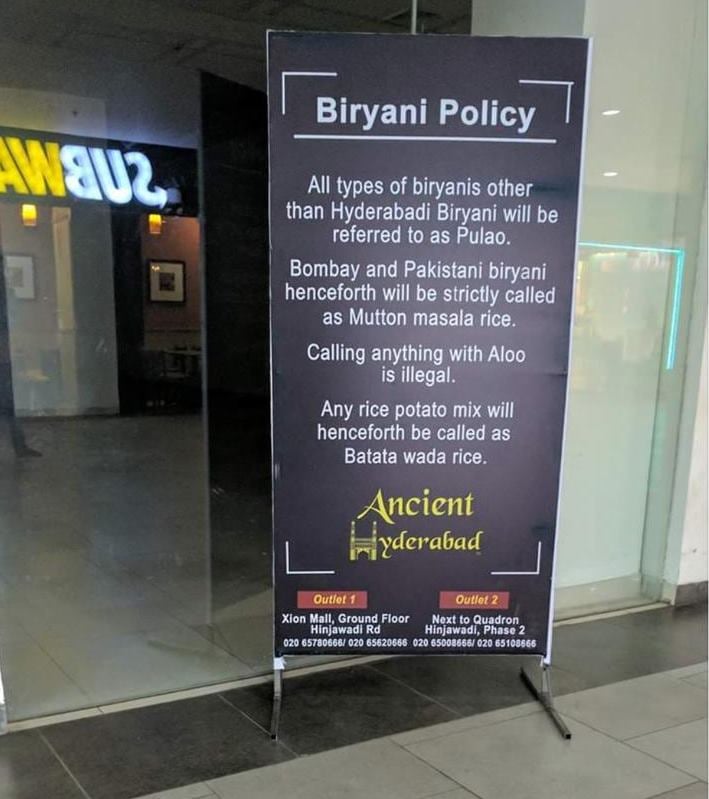 SUBWA
Biryani Policy
All types of biryanis other
than Hyderabadi Biryani will be
referred to as Pulao.
Bombay and Pakistani biryani
henceforth will be strictly called
as Mutton masala rice.
Calling anything with Aloo
is illegal.
Any rice potato mix will
henceforth be called as
Batata wada rice.
Ancient
Hyderabad
Outlet 1
Xion Mall, Ground Floor
Hinjawadi Rd
020 65780666/ 020 65620666
Outlet 2
Next to Quadron
Hinjawadi, Phase 2
020 65008666/ 020 65108666